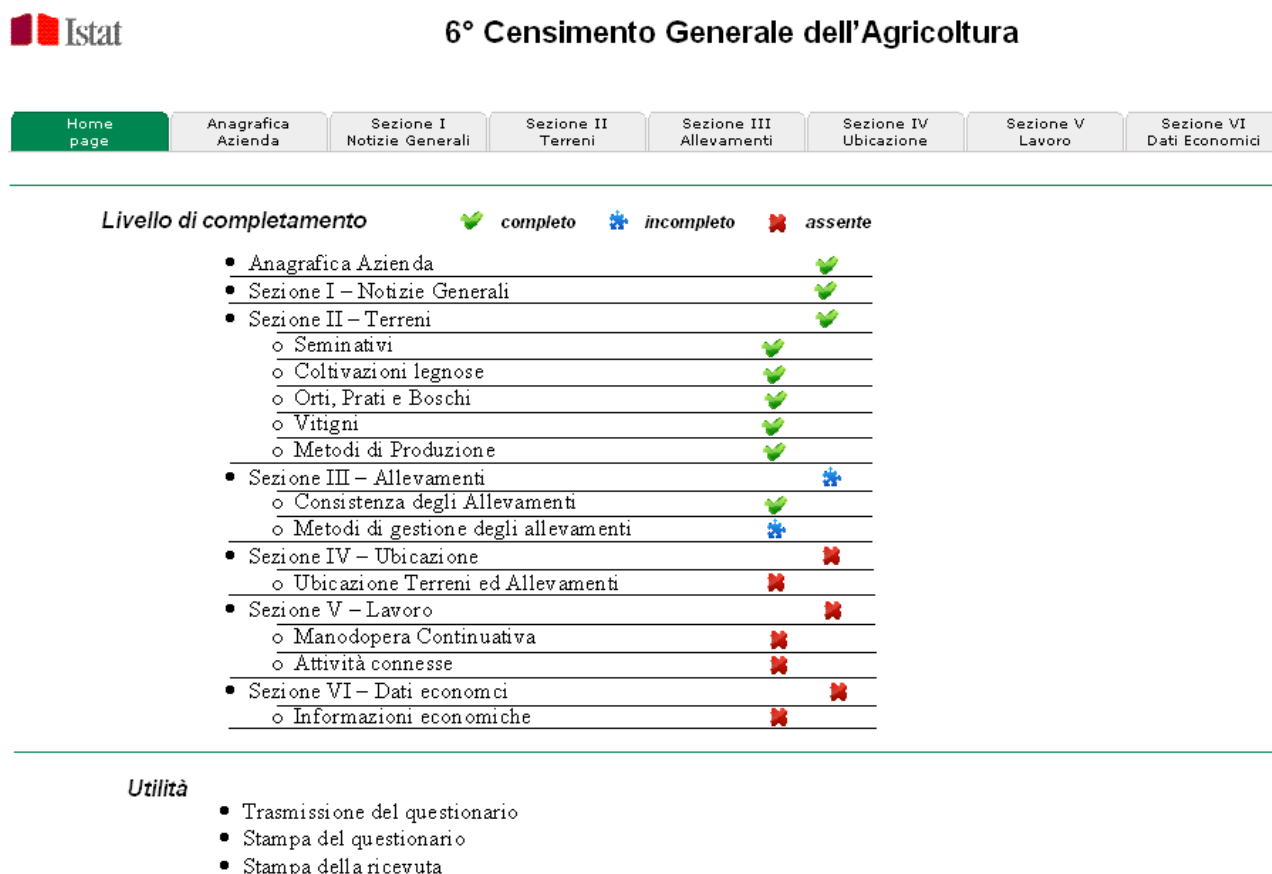 Istat
6° Censimento Generale dell'Agricoltura
Home page
Anagrafica Azienda
Sezione I Notizie Generali
Sezione II Terreni
Sezione III Allevamenti
Sezione IV Ubicazione
Sezione V Lavoro
Sezione VI Dati Economici
Livello di completamento completo incompleto assente
Anagrafica Azienda
Sezione I – Notizie Generali
Sezione II – Terreni
Seminativi
Coltivazioni legnose
Orti, Prati e Boschi
Vitigni
Metodi di Produzione
Sezione III – Allevamenti
Consistenza degli Allevamenti
Metodi di gestione degli allevamenti
Sezione IV – Ubicazione
Ubicazione Terreni ed Allevamenti
Sezione V – Lavoro
Manodopera Continuativa
Attività connesse
Sezione VI – Dati economci
Informazioni economiche
Utilità
Trasmissione del questionario
Stampa del questionario
Stampa della ricevuta